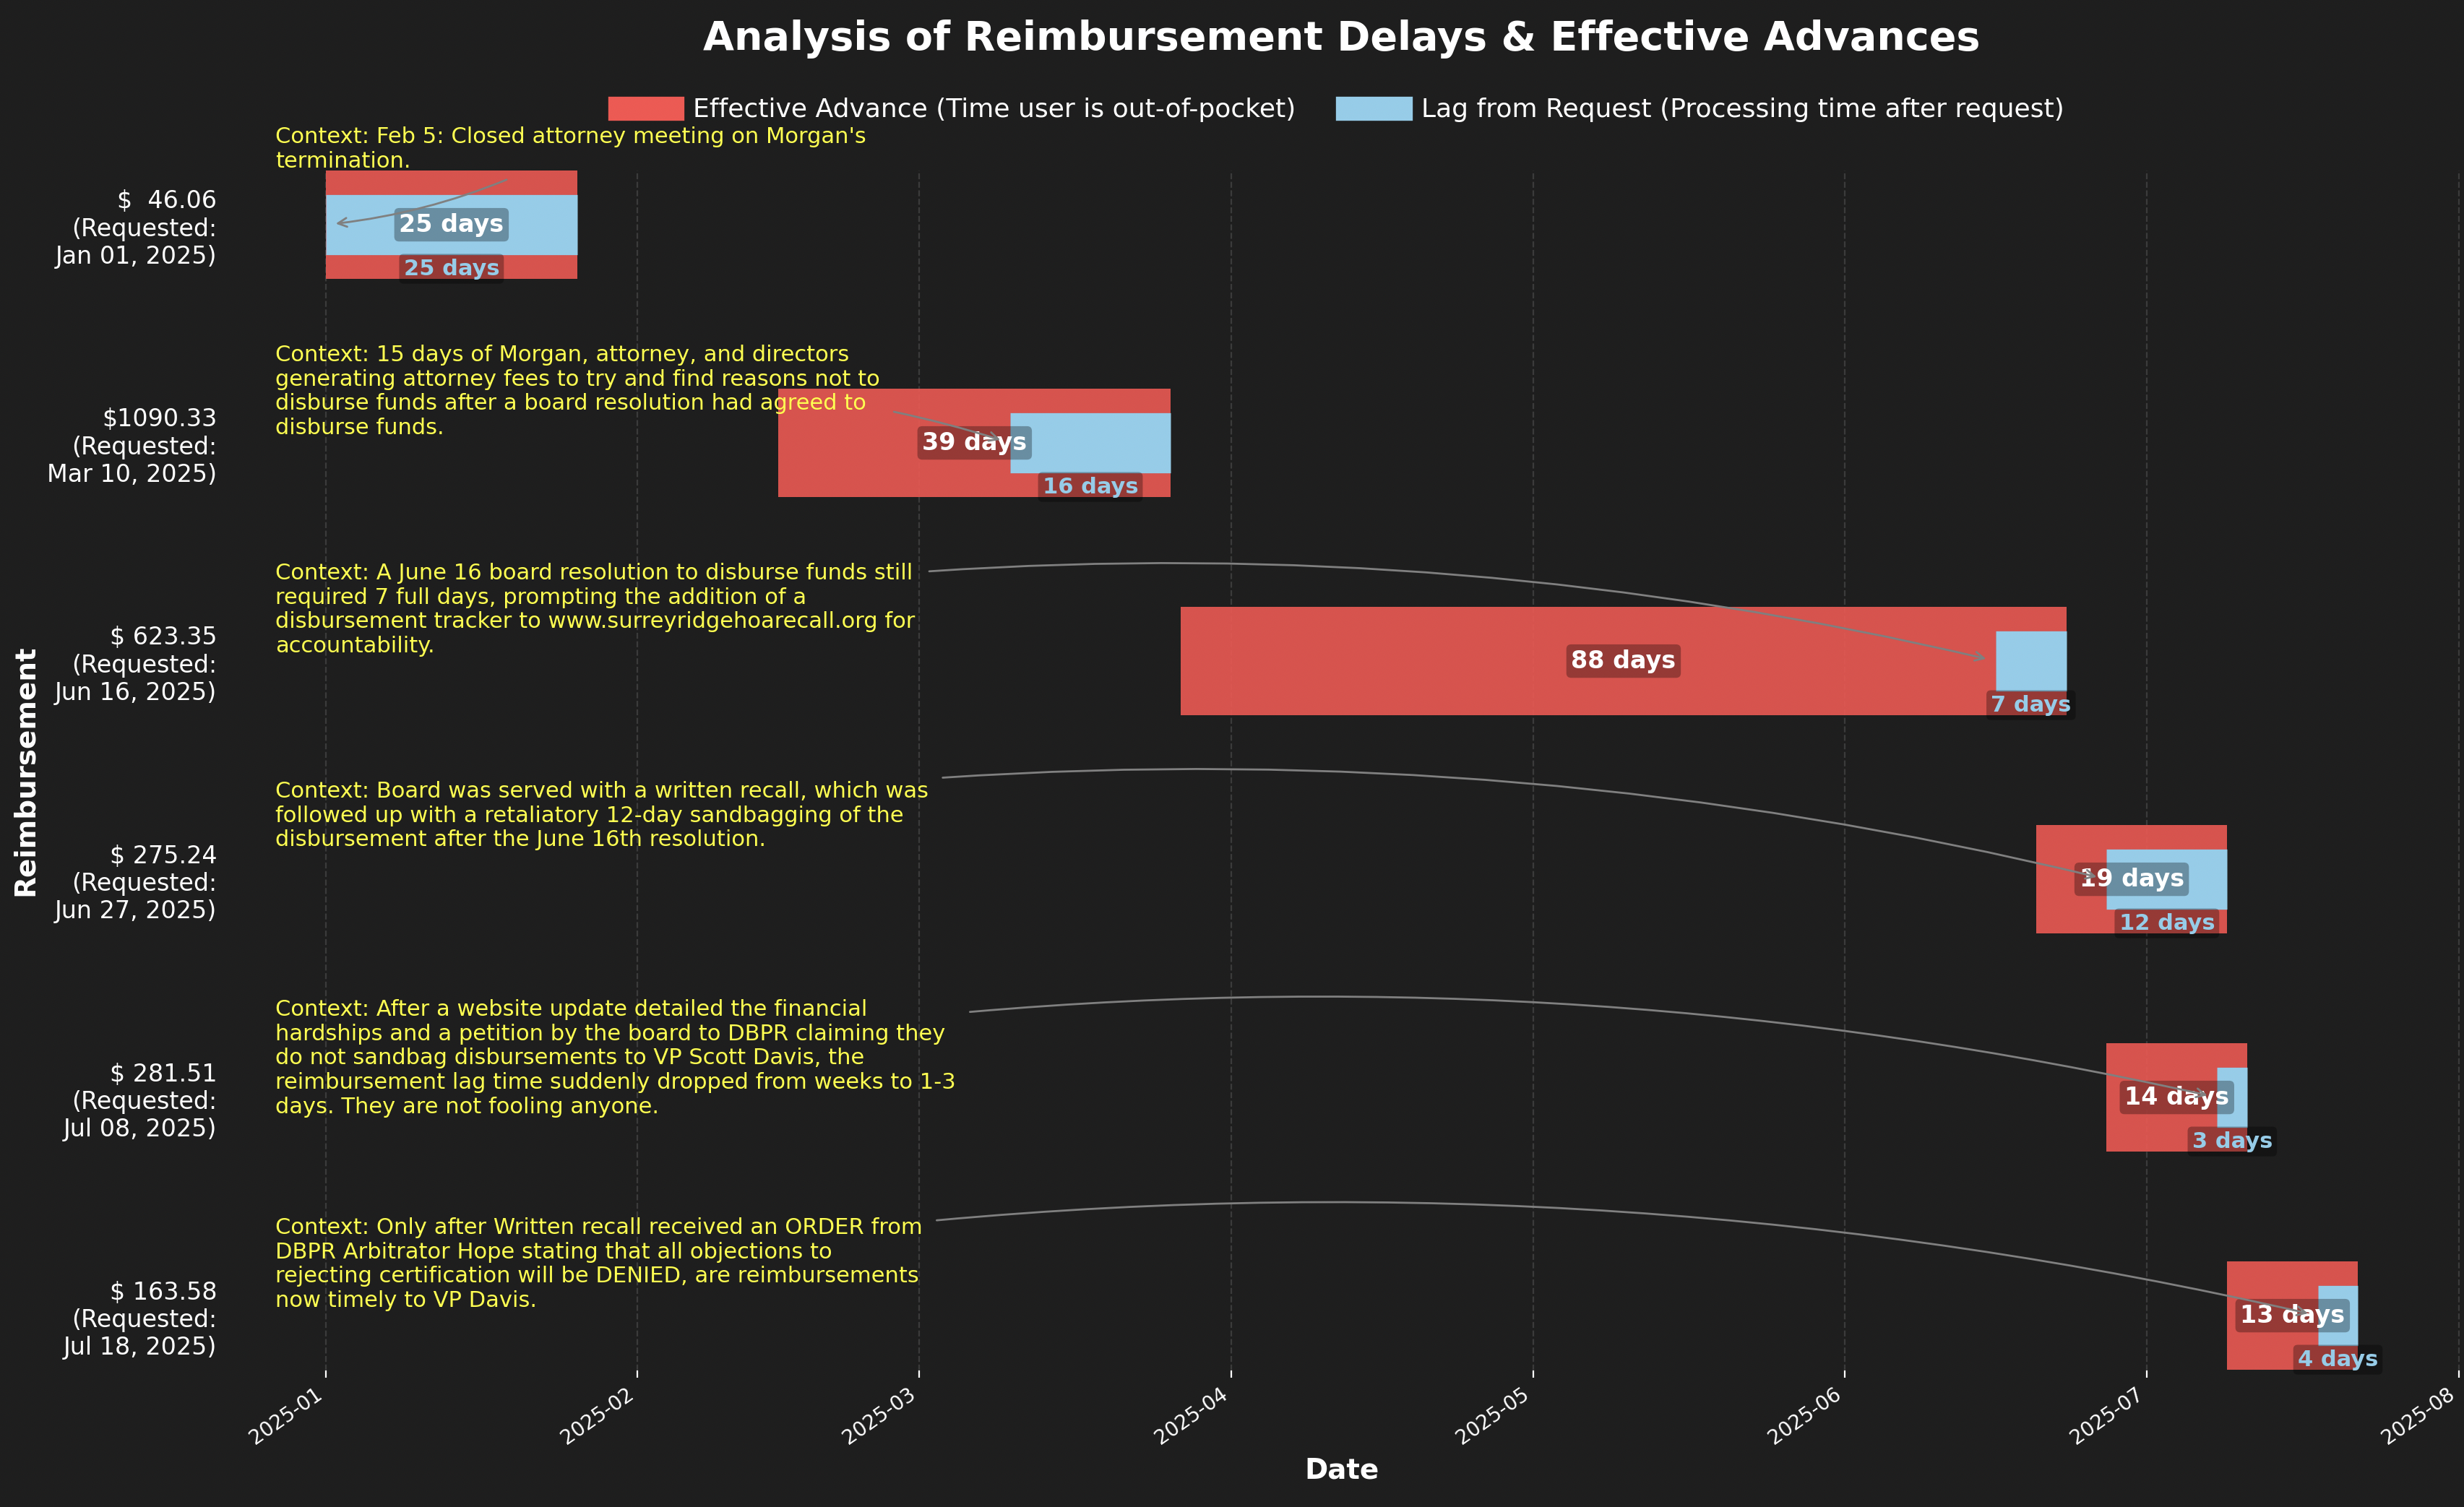 Analysis of Reimbursement Delays & Effective Advances
Effective Advance (Time user is out-of-pocket)
Lag from Request (Processing time after request)
Context: Feb 5: Closed attorney meeting on Morgan's
termination.
$  46.06
(Requested:
Jan 01, 2025)
25 days
25 days
Context: 15 days of Morgan, attorney, and directors
generating attorney fees to try and find reasons not to
disburse funds after a board resolution had agreed to
disburse funds.
$1090.33
(Requested:
Mar 10, 2025)
39 days
16 days
Context: A June 16 board resolution to disburse funds still
required 7 full days, prompting the addition of a
disbursement tracker to www.surreyridgehoarecall.org for
accountability.
$ 623.35
(Requested:
Jun 16, 2025)
88 days
7 days
Context: Board was served with a written recall, which was
followed up with a retaliatory 12-day sandbagging of the
disbursement after the June 16th resolution.
$ 275.24
(Requested:
Jun 27, 2025)
19 days
12 days
Context: After a website update detailed the financial
hardships and a petition by the board to DBPR claiming they
do not sandbag disbursements to VP Scott Davis, the
reimbursement lag time suddenly dropped from weeks to 1-3
days. They are not fooling anyone.
$ 281.51
(Requested:
Jul 08, 2025)
14 days
3 days
Context: Only after Written recall received an ORDER from
DBPR Arbitrator Hope stating that all objections to
rejecting certification will be DENIED, are reimbursements
now timely to VP Davis.
$ 163.58
(Requested:
Jul 18, 2025)
13 days
4 days
Reimbursement
2025-01
2025-02
2025-03
2025-04
2025-05
2025-06
2025-07
2025-08
Date